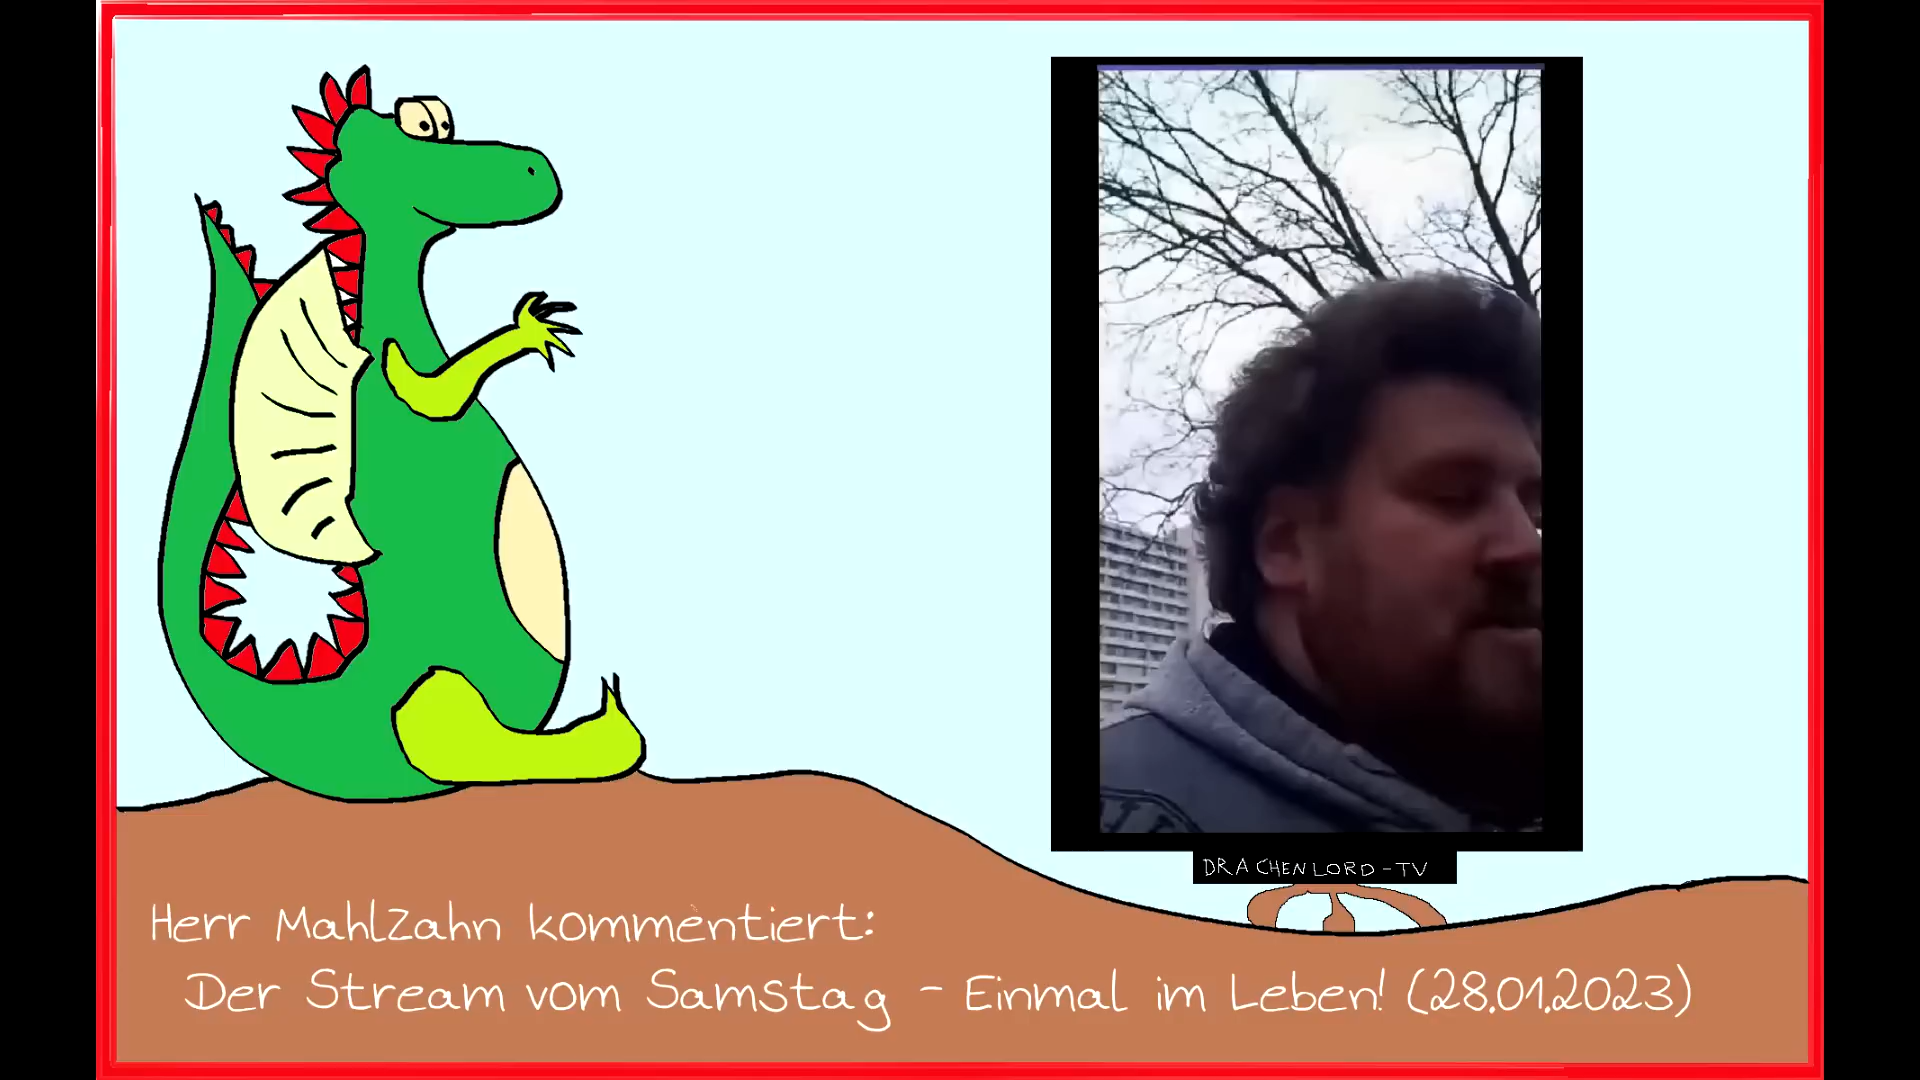 DRACHENLORD-TV
Herr Mahlzahn kommentiert:
Der Stream vom Samstag - Einmal im Leben! (28.01.2023)